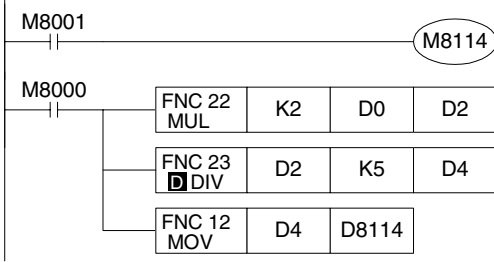 M8001
M8114
M8000
FNC 22
MUL K2 D0 D2
FNC 23
D DIV D2 K5 D4
FNC 12
MOV D4 D8114